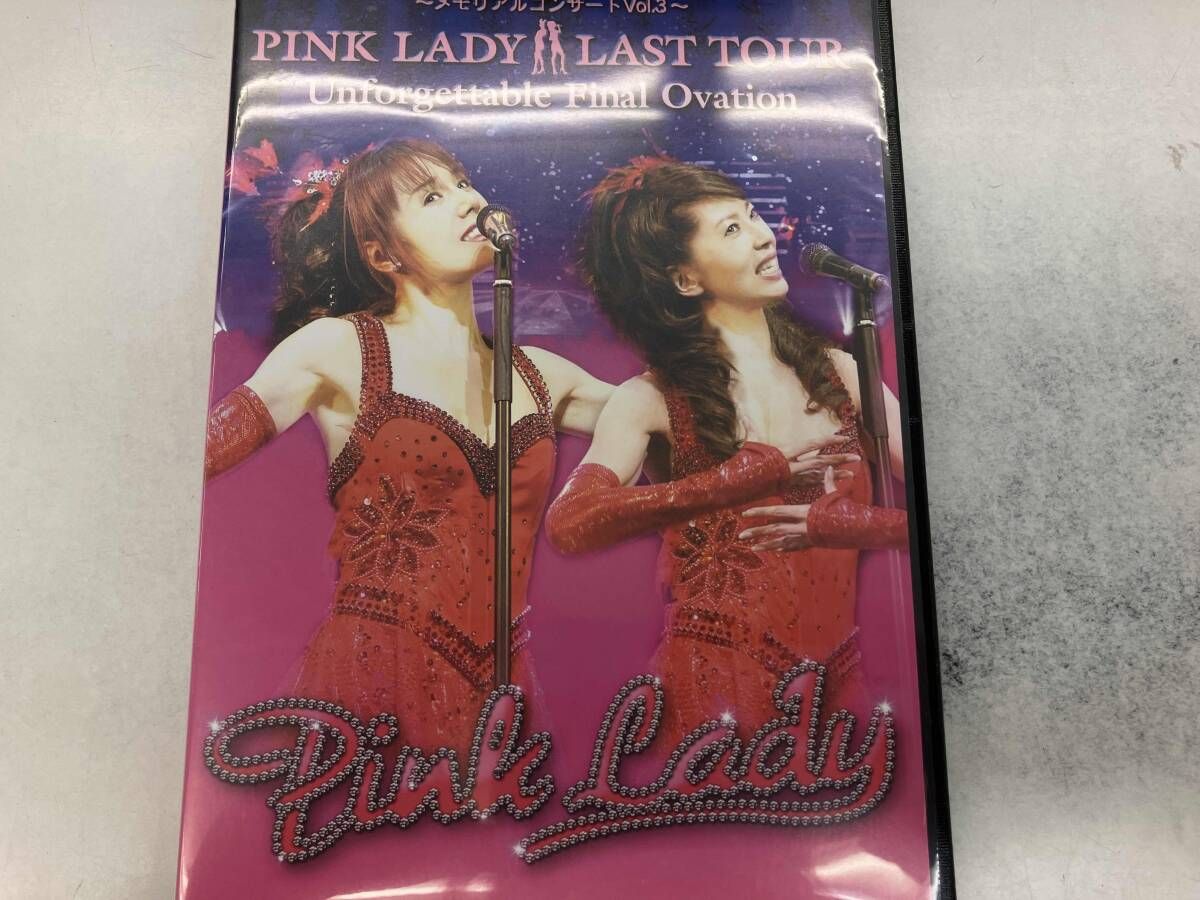 ～メモリアルコンサートVol.3～
PINK LADY LAST TOUR
Unforgettable Final Ovation
Pink Lady